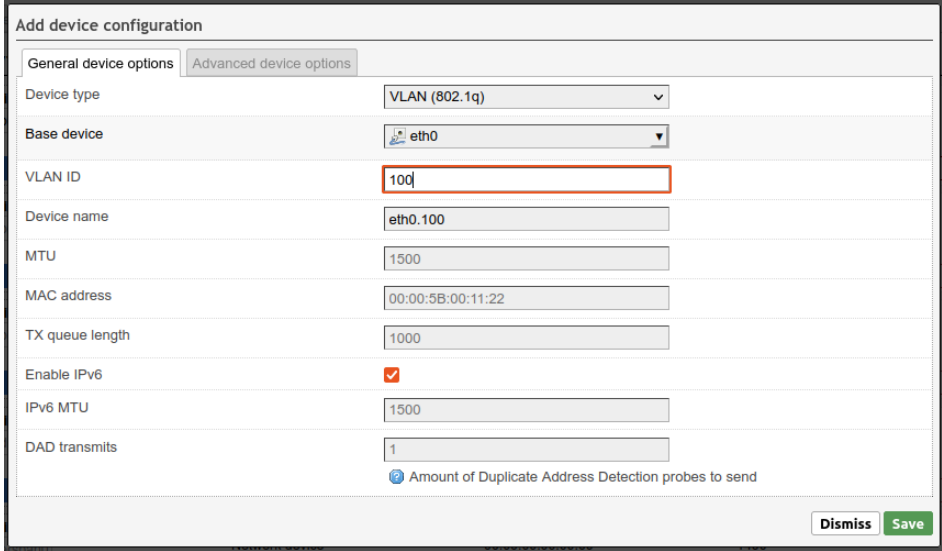 Add device configuration
General device options Advanced device options
Device type VLAN (802.1q)
Base device eth0
VLAN ID 100
Device name eth0.100
MTU 1500
MAC address 00:00:5B:00:11:22
TX queue length 1000
Enable IPv6
IPv6 MTU 1500
DAD transmits 1
Amount of Duplicate Address Detection probes to send
Dismiss Save